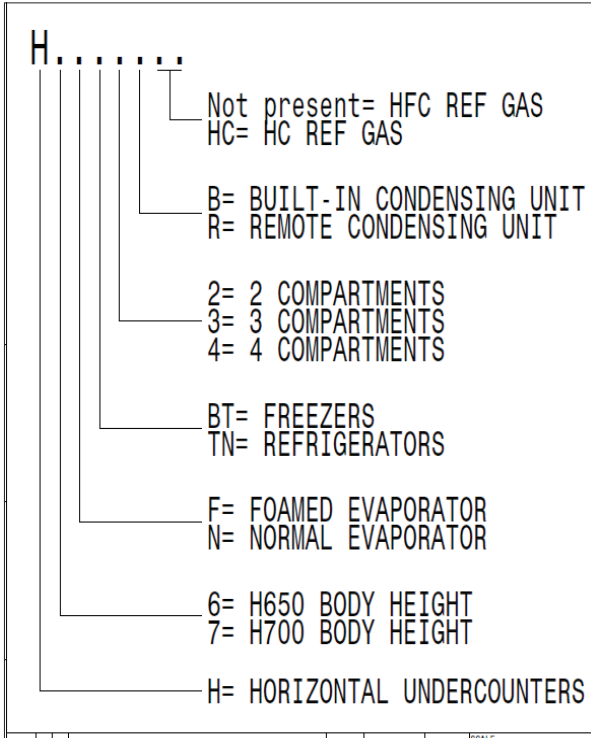 H.......
Not present= HFC REF GAS
HC= HC REF GAS
B= BUILT-IN CONDENSING UNIT
R= REMOTE CONDENSING UNIT
2= 2 COMPARTMENTS
3= 3 COMPARTMENTS
4= 4 COMPARTMENTS
BT= FREEZERS
TN= REFRIGERATORS
F= FOAMED EVAPORATOR
N= NORMAL EVAPORATOR
6= H650 BODY HEIGHT
7= H700 BODY HEIGHT
H= HORIZONTAL UNDERCOUNTERS
SCALE